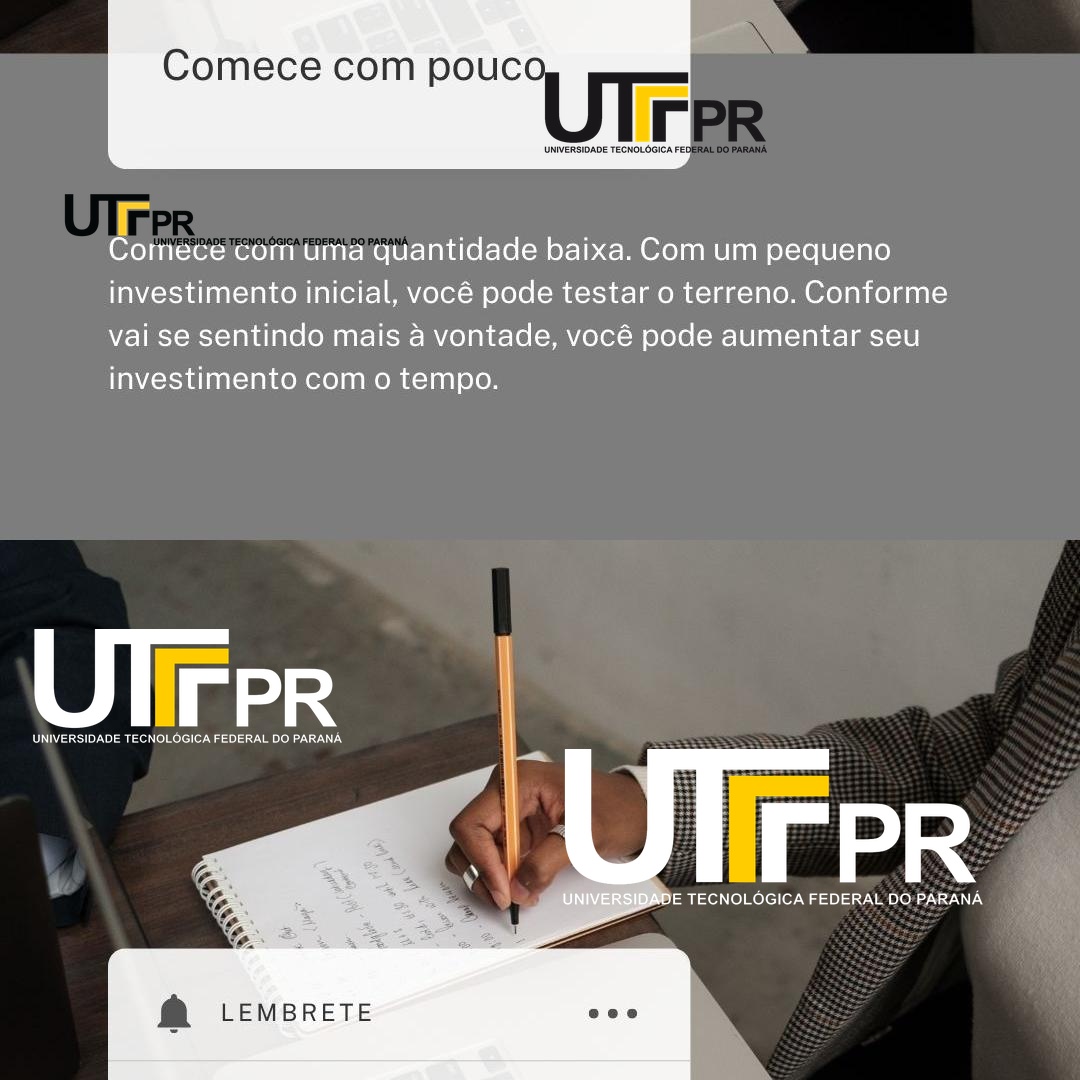 Comece com pouco
UTFPR
UNIVERSIDADE TECNOLÓGICA FEDERAL DO PARANÁ
UTFPR
UNIVERSIDADE TECNOLÓGICA FEDERAL DO PARANÁ
Comece com uma quantidade baixa. Com um pequeno
investimento inicial, você pode testar o terreno. Conforme
vai se sentindo mais à vontade, você pode aumentar seu
investimento com o tempo.
UTFPR
UNIVERSIDADE TECNOLÓGICA FEDERAL DO PARANÁ
UTFPR
UNIVERSIDADE TECNOLÓGICA FEDERAL DO PARANÁ
LEMBRETE